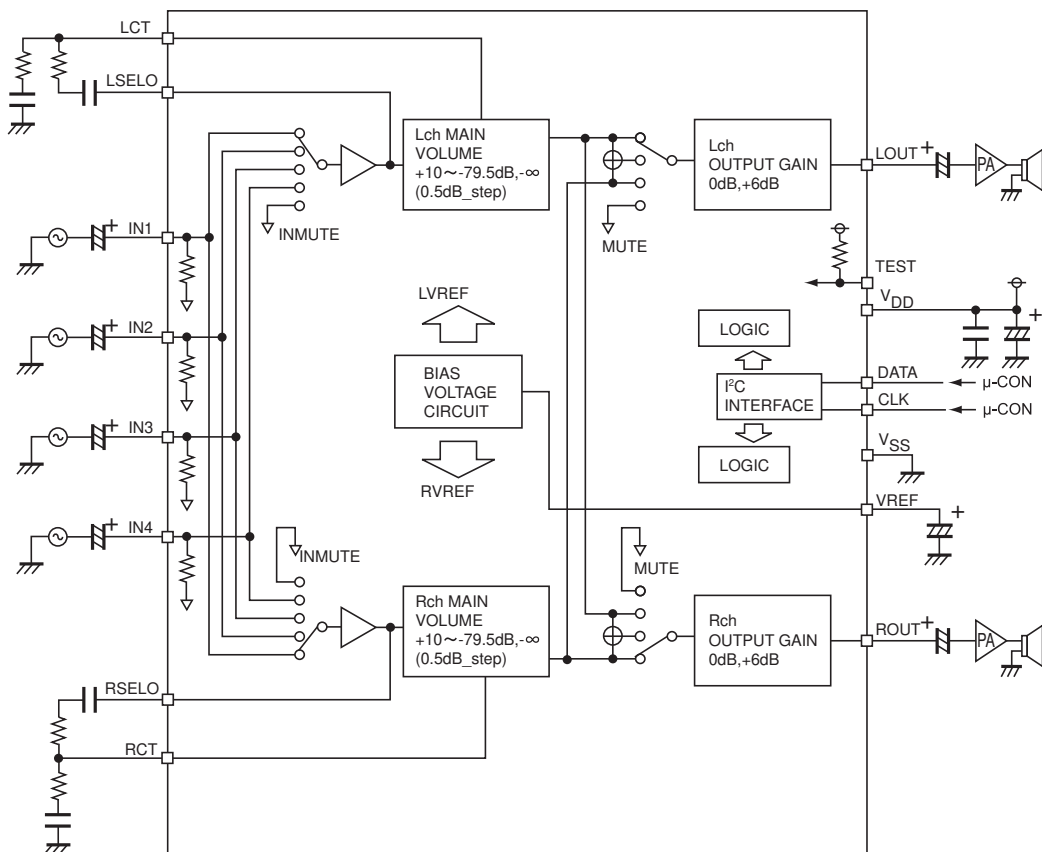 LCT
LSELO
Lch MAIN
VOLUME
+10～-79.5dB,-∞
(0.5dB_step)
Lch
OUTPUT GAIN
0dB,+6dB
LOUT
+
PA
INMUTE
MUTE
+
IN1
TEST
LVREF
VDD
+
+
IN2
LOGIC
BIAS
VOLTAGE
CIRCUIT
I²C
INTERFACE
DATA
µ-CON
CLK
µ-CON
+
IN3
LOGIC
VSS
RVREF
VREF
+
+
IN4
INMUTE
MUTE
Rch MAIN
VOLUME
+10～-79.5dB,-∞
(0.5dB_step)
Rch
OUTPUT GAIN
0dB,+6dB
ROUT
+
PA
RSELO
RCT